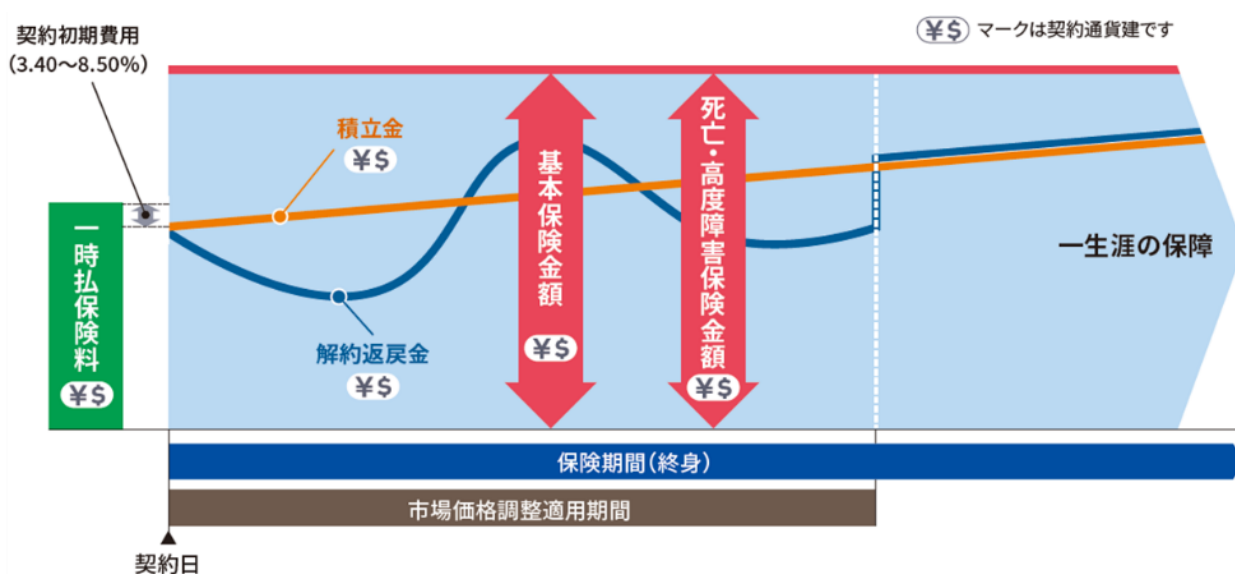 契約初期費用
(3.40~8.50%)
¥$ マークは契約通貨建です
積立金
¥$
基本保険金額
¥$
死亡・高度障害保険金額
¥$
一時払保険料
¥$
解約返戻金
¥$
一生涯の保障
保険期間(終身)
市場価格調整適用期間
▲
契約日